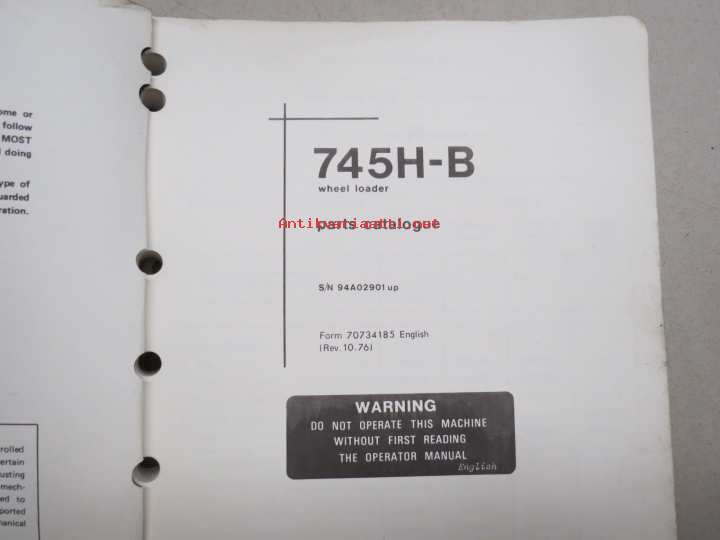 ome or
follow
MOST
doing
ype of
uarded
ration.
rolled
ertain
usting
mech-
ed to
ported
hanical
745H-B
wheel loader
parts catalogue
S/N 94A02901 up
Form 70734185 English
(Rev. 10.76)
WARNING
DO NOT OPERATE THIS MACHINE
WITHOUT FIRST READING
THE OPERATOR MANUAL
English